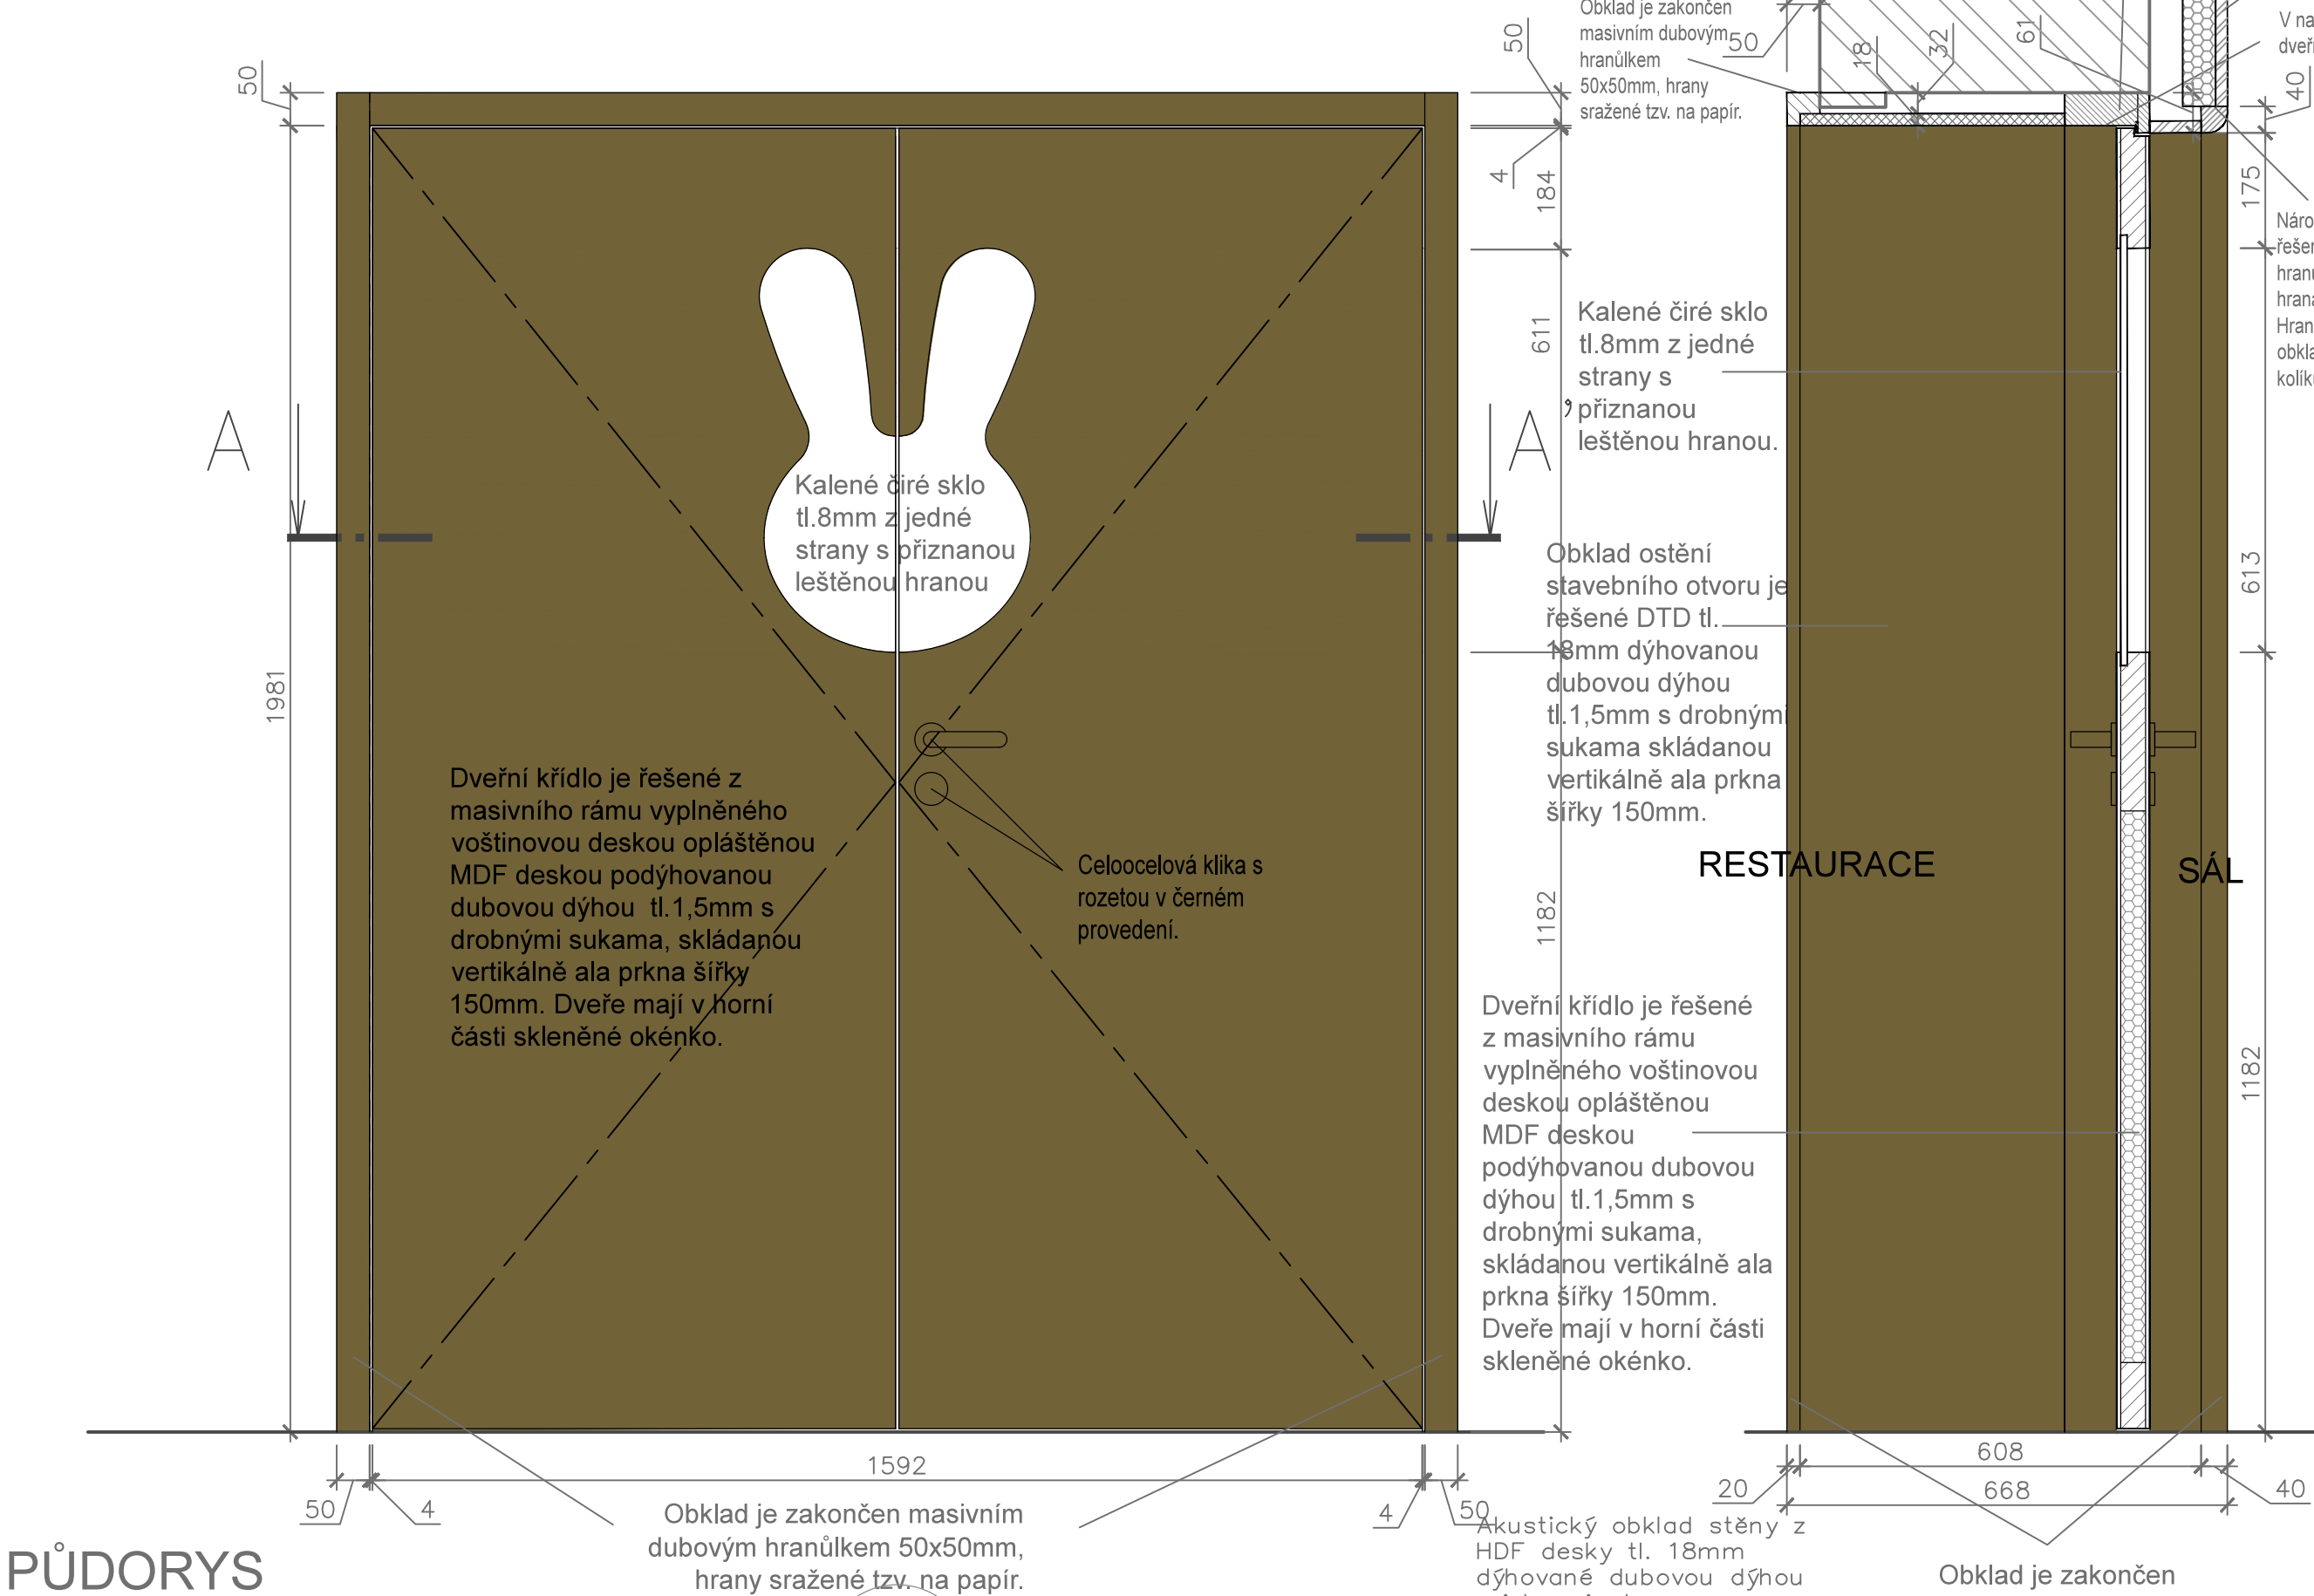 50
1981
A
A'
Kalené čiré sklo
tl.8mm z jedné
strany s přiznanou
leštěnou hranou
Dveřní křídlo je řešené z
masivního rámu vyplněného
voštinovou deskou opláštěnou
MDF deskou podýhovanou
dubovou dýhou tl.1,5mm s
drobnými sukama, skládanou
vertikálně ala prkna šířky
150mm. Dveře mají v horní
části skleněné okénko.
Celoocelová klika s
rozetou v černém
provedení.
50
4
1592
4
50
Obklad je zakončen masivním
dubovým hranůlkem 50x50mm,
hrany sražené tzv. na papír.
PŮDORYS
50
4
184
611
1182
Obklad je zakončen
masivním dubovým
hranůlkem
50x50mm, hrany
sražené tzv. na papír.
50
18
32
61
Kalené čiré sklo
tl.8mm z jedné
strany s
přiznanou
leštěnou hranou.
Obklad ostění
stavebního otvoru je
řešené DTD tl.
18mm dýhovanou
dubovou dýhou
tl.1,5mm s drobnými
sukama skládanou
vertikálně ala prkna
šířky 150mm.
RESTAURACE
SÁL
Dveřní křídlo je řešené
z masivního rámu
vyplněného voštinovou
deskou opláštěnou
MDF deskou
podýhovanou dubovou
dýhou tl.1,5mm s
drobnými sukama,
skládanou vertikálně ala
prkna šířky 150mm.
Dveře mají v horní části
skleněné okénko.
V na
dveř
40
175
Náro
řešer
hranu
hrana
Hran
obkla
kolíku
613
1182
20
608
668
40
Akustický obklad stěny z
HDF desky tl. 18mm
dýhované dubovou dýhou
Obklad je zakončen